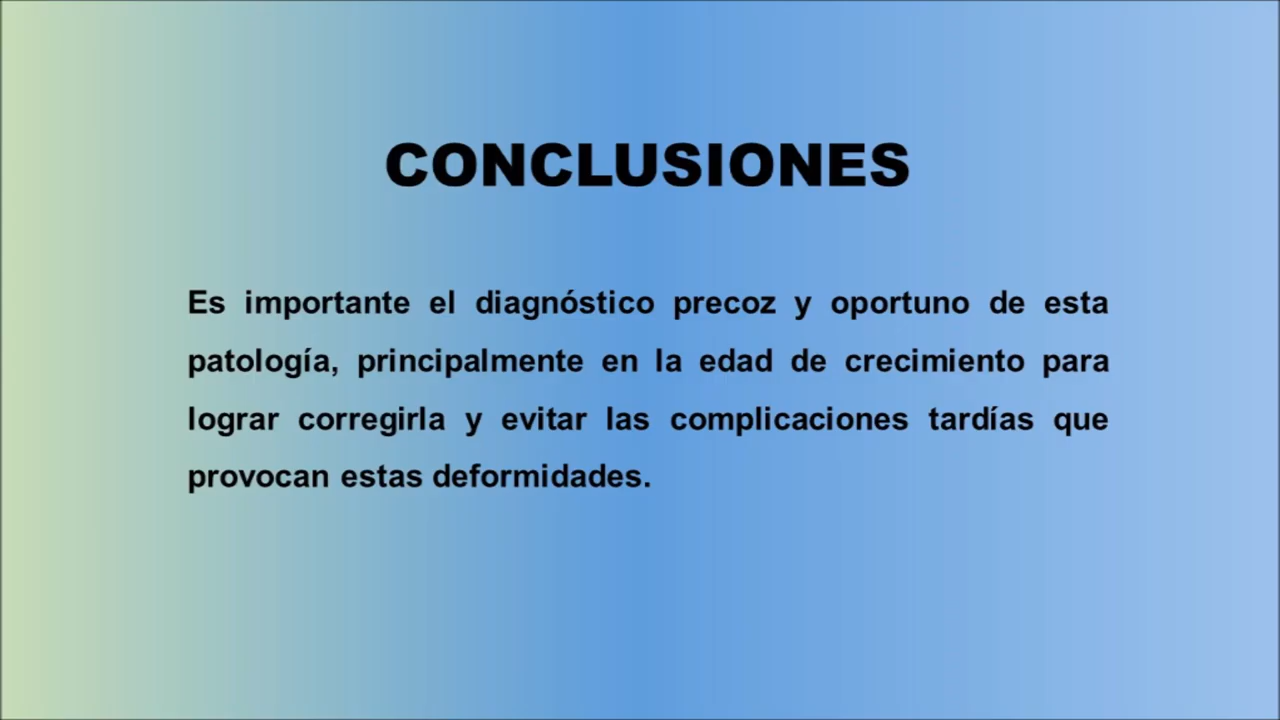 CONCLUSIONES
Es importante el diagnóstico precoz y oportuno de esta
patología, principalmente en la edad de crecimiento para
lograr corregirla y evitar las complicaciones tardías que
provocan estas deformidades.